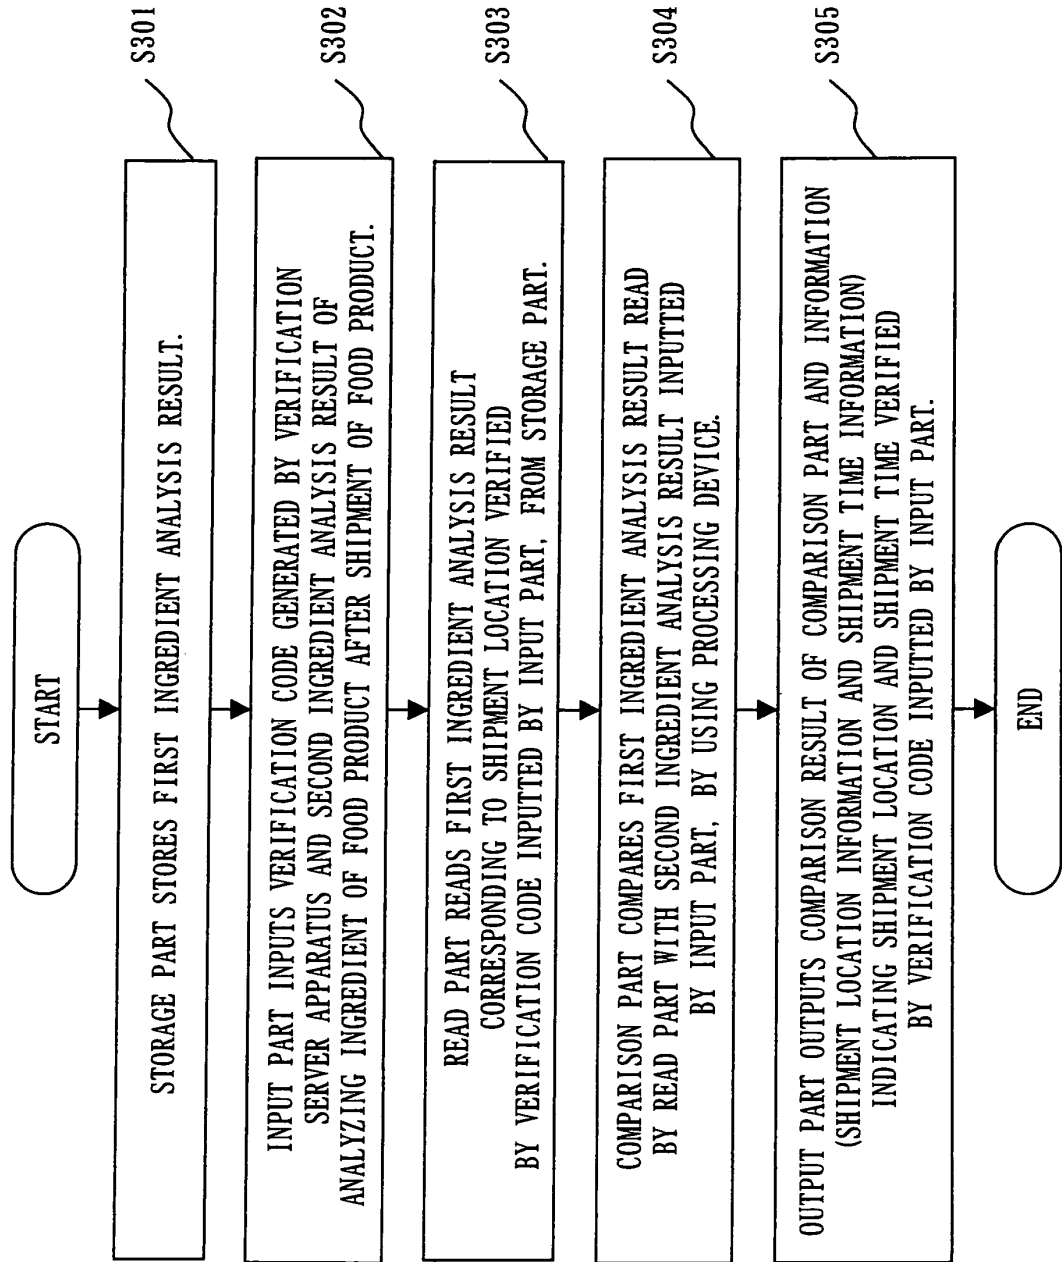 START
STORAGE PART STORES FIRST INGREDIENT ANALYSIS RESULT.
S301
INPUT PART INPUTS VERIFICATION CODE GENERATED BY VERIFICATION
SERVER APPARATUS AND SECOND INGREDIENT ANALYSIS RESULT OF
ANALYZING INGREDIENT OF FOOD PRODUCT AFTER SHIPMENT OF FOOD PRODUCT.
S302
READ PART READS FIRST INGREDIENT ANALYSIS RESULT
CORRESPONDING TO SHIPMENT LOCATION VERIFIED
BY VERIFICATION CODE INPUTTED BY INPUT PART, FROM STORAGE PART.
S303
COMPARISON PART COMPARES FIRST INGREDIENT ANALYSIS RESULT READ
BY READ PART WITH SECOND INGREDIENT ANALYSIS RESULT INPUTTED
BY INPUT PART, BY USING PROCESSING DEVICE.
S304
OUTPUT PART OUTPUTS COMPARISON RESULT OF COMPARISON PART AND INFORMATION
(SHIPMENT LOCATION INFORMATION AND SHIPMENT TIME INFORMATION)
INDICATING SHIPMENT LOCATION AND SHIPMENT TIME VERIFIED
BY VERIFICATION CODE INPUTTED BY INPUT PART.
S305
END